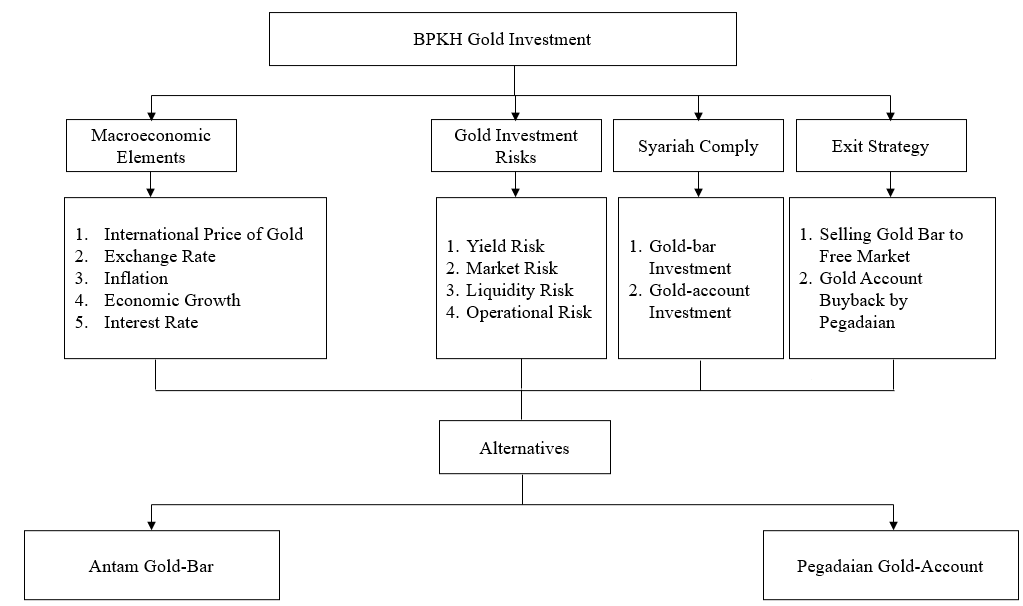 BPKH Gold Investment
Macroeconomic
Elements
Gold Investment
Risks
Syariah Comply
Exit Strategy
1. International Price of Gold
2. Exchange Rate
3. Inflation
4. Economic Growth
5. Interest Rate
1. Yield Risk
2. Market Risk
3. Liquidity Risk
4. Operational Risk
1. Gold-bar
Investment
2. Gold-account
Investment
1. Selling Gold Bar to
Free Market
2. Gold Account
Buyback by
Pegadaian
Alternatives
Antam Gold-Bar
Pegadaian Gold-Account